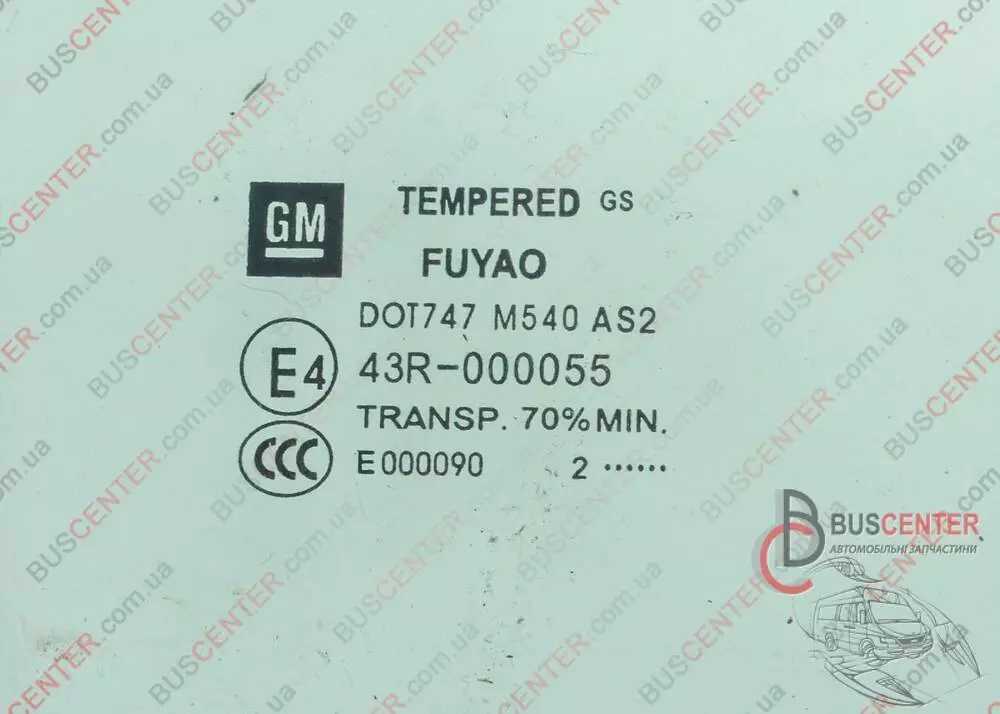 GM
TEMPERED GS
FUYAO
DOT747 M540 AS2
E4 43R-000055
TRANSP. 70% MIN.
CCC E000090 2 ......
BUSCENTER
АВТОМОБІЛЬНІ ЗАПЧАСТИНИ
BUSCENTER.com.ua